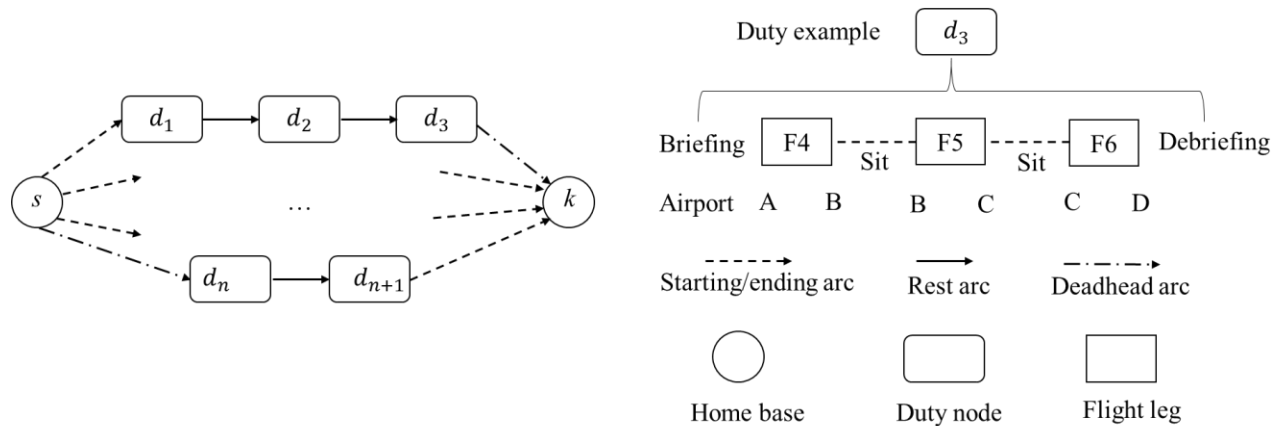 Duty example d₃
d₁ d₂ d₃
Briefing F4 Sit F5 Sit F6 Debriefing
s k
Airport A B B C C D
...
dₙ dₙ₊₁
Starting/ending arc Rest arc Deadhead arc
Home base Duty node Flight leg